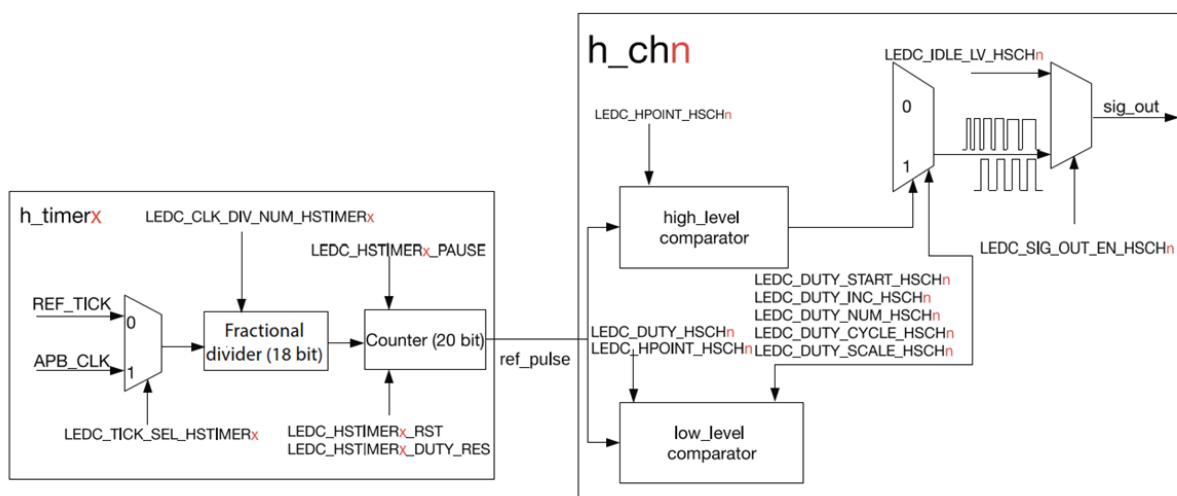 h_timerx
LEDC_CLK_DIV_NUM_HSTIMERx
LEDC_HSTIMERx_PAUSE
REF_TICK
0
APB_CLK
1
Fractional
divider (18 bit)
Counter (20 bit)
LEDC_TICK_SEL_HSTIMERx
LEDC_HSTIMERx_RST
LEDC_HSTIMERx_DUTY_RES
ref_pulse
h_chn
LEDC_HPOINT_HSCHn
high_level
comparator
LEDC_DUTY_HSCHn
LEDC_HPOINT_HSCHn
low_level
comparator
LEDC_DUTY_START_HSCHn
LEDC_DUTY_INC_HSCHn
LEDC_DUTY_NUM_HSCHn
LEDC_DUTY_CYCLE_HSCHn
LEDC_DUTY_SCALE_HSCHn
0
1
LEDC_IDLE_LV_HSCHn
sig_out
LEDC_SIG_OUT_EN_HSCHn